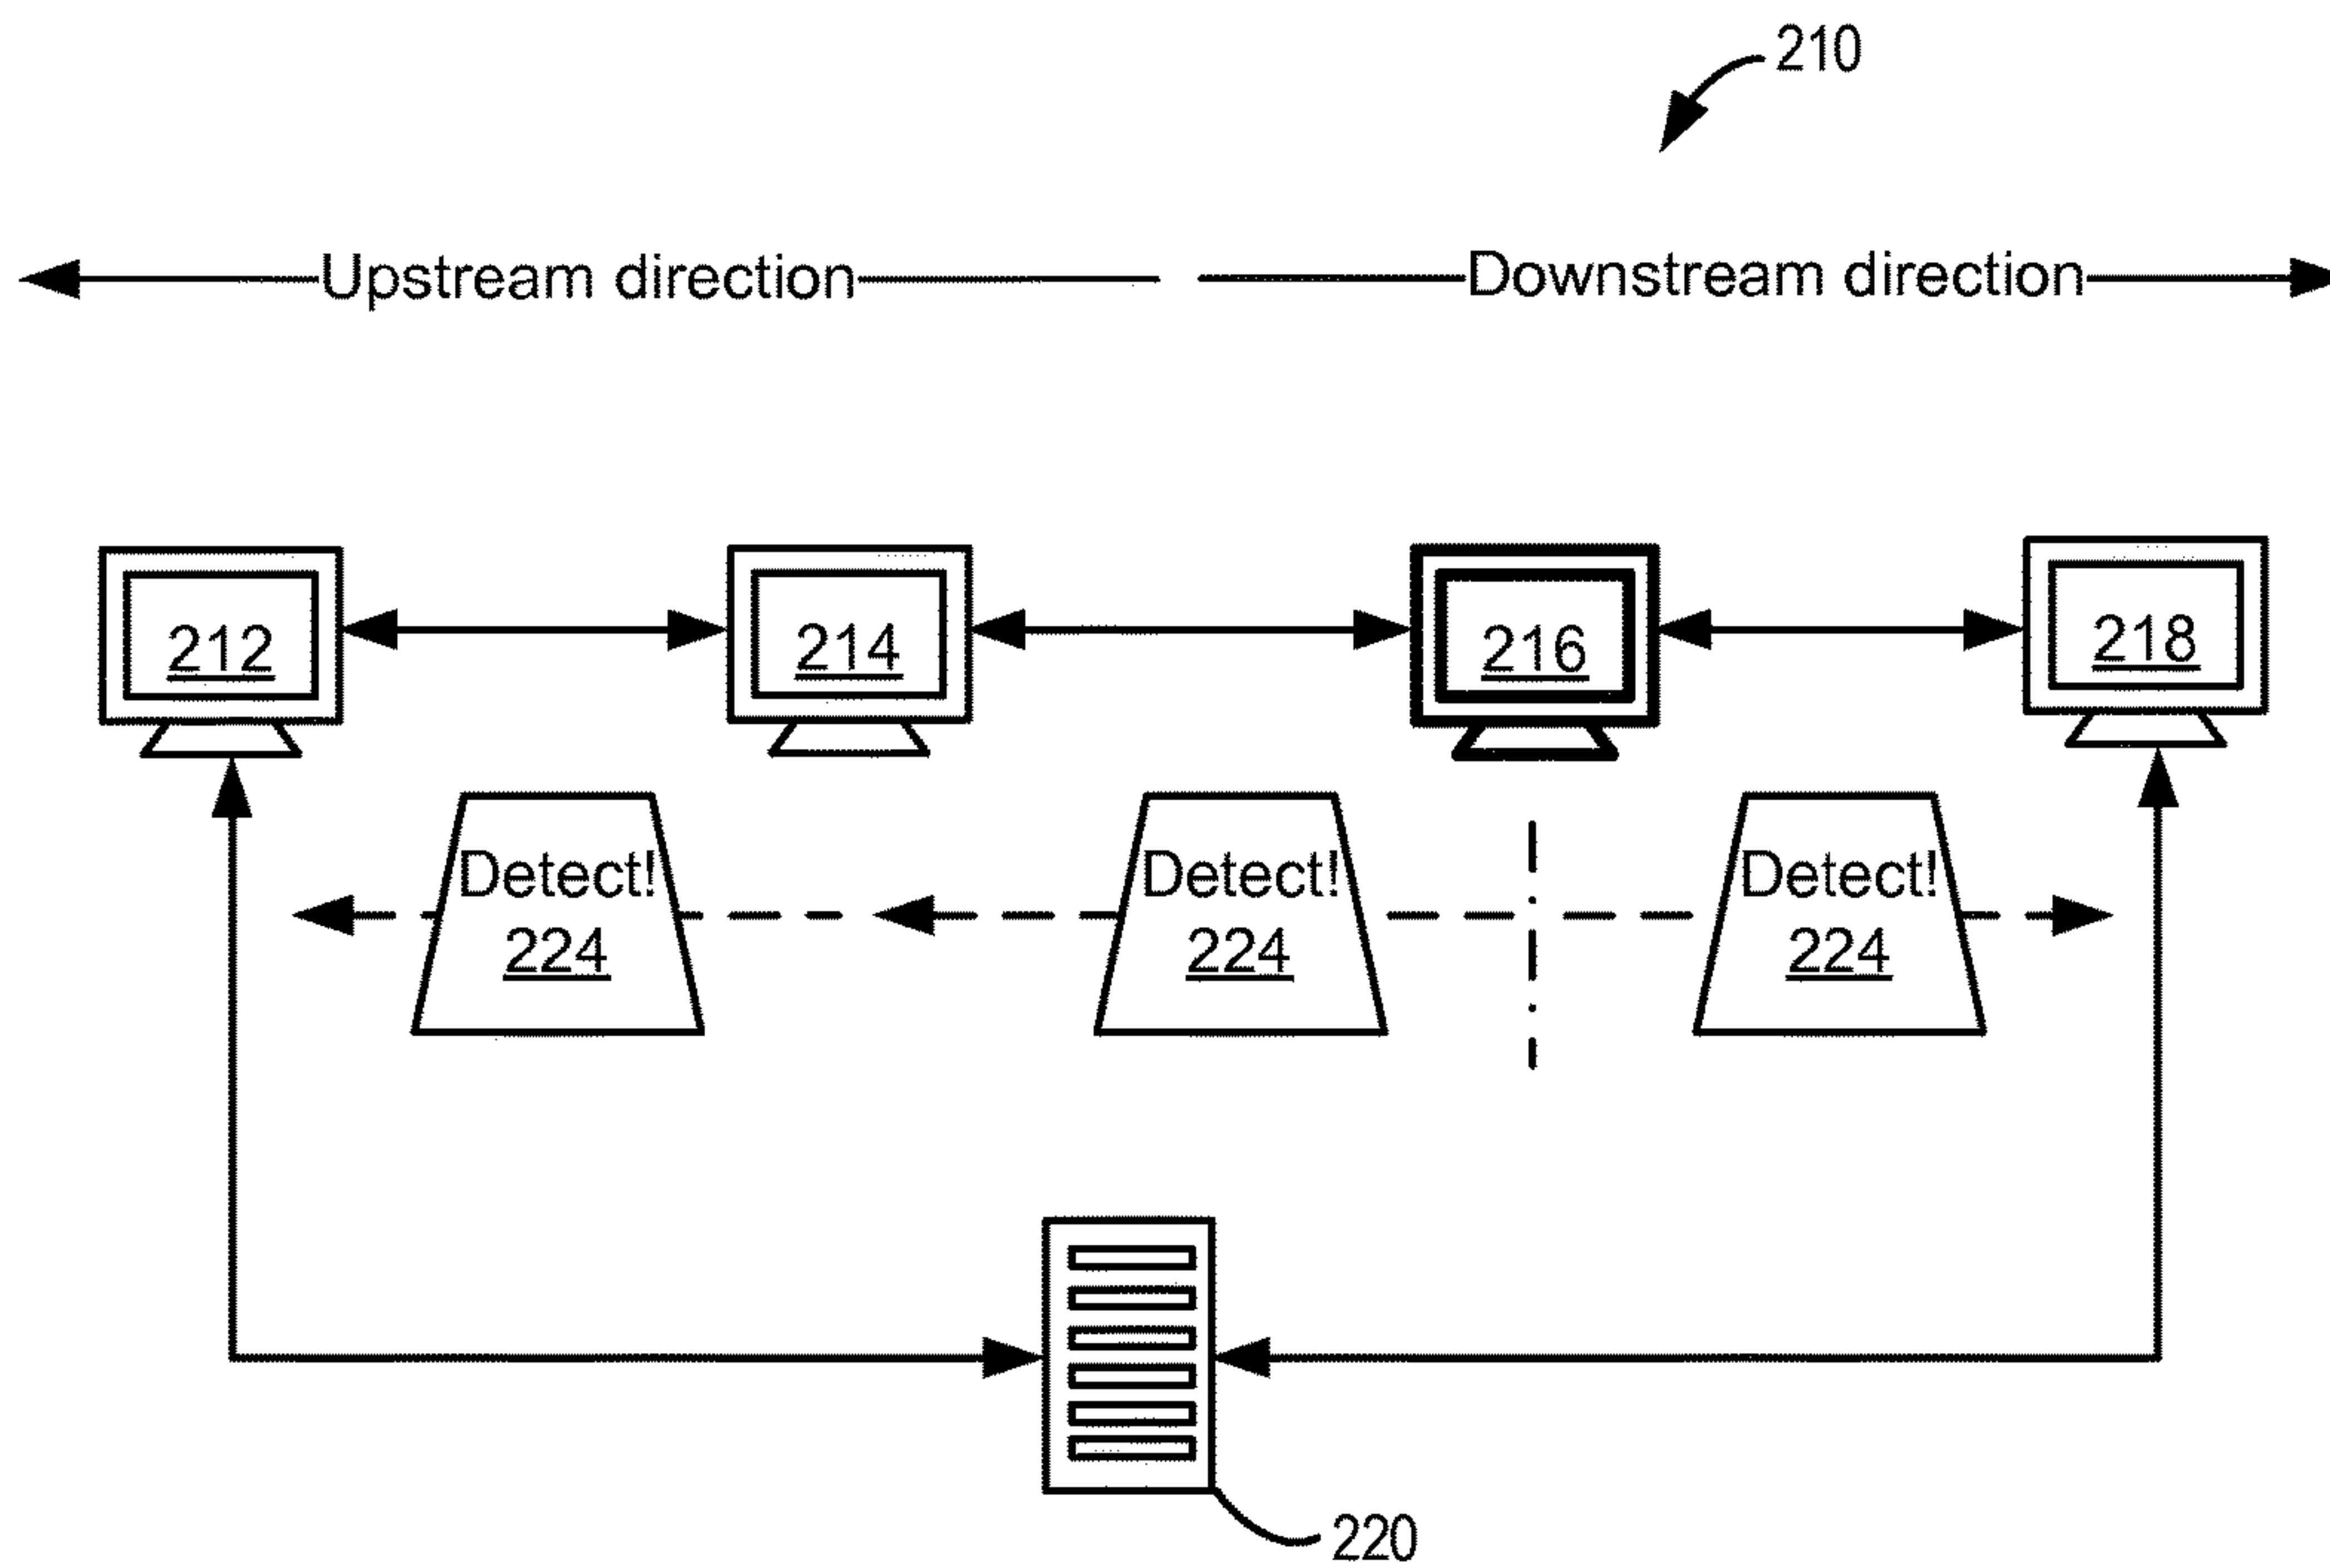 210
Upstream direction
Downstream direction
212
214
216
218
Detect!
224
Detect!
224
Detect!
224
220